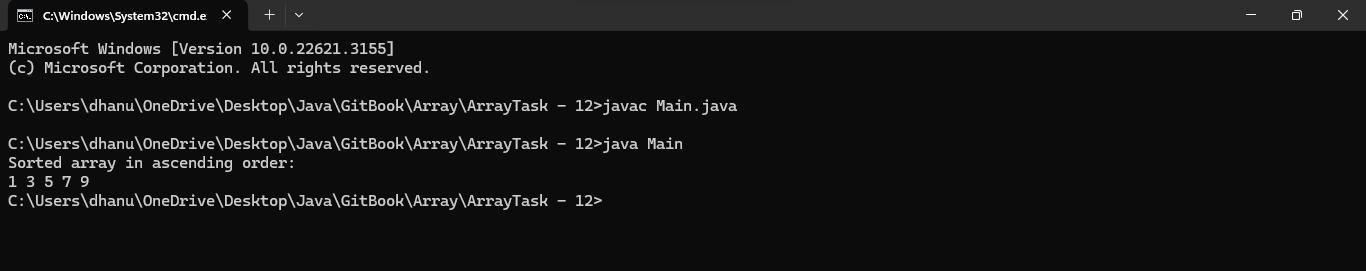 C:\Windows\System32\cmd.e
Microsoft Windows [Version 10.0.22621.3155]
(c) Microsoft Corporation. All rights reserved.
C:\Users\dhanu\OneDrive\Desktop\Java\GitBook\Array\ArrayTask - 12>javac Main.java
C:\Users\dhanu\OneDrive\Desktop\Java\GitBook\Array\ArrayTask - 12>java Main
Sorted array in ascending order:
1 3 5 7 9
C:\Users\dhanu\OneDrive\Desktop\Java\GitBook\Array\ArrayTask - 12>